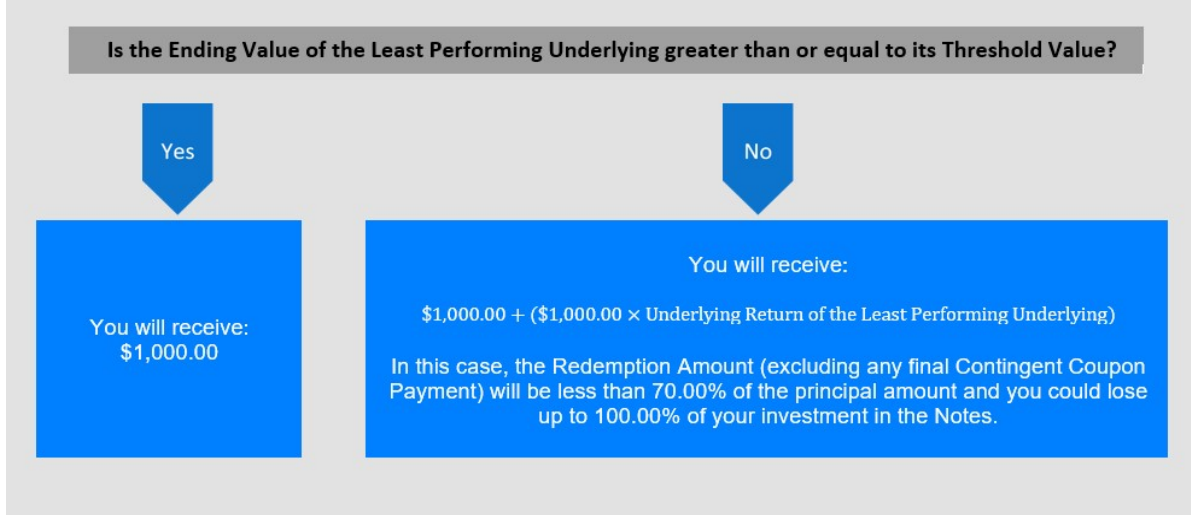 Is the Ending Value of the Least Performing Underlying greater than or equal to its Threshold Value?
Yes
No
You will receive:
$1,000.00
You will receive:
$1,000.00 + ($1,000.00 × Underlying Return of the Least Performing Underlying)
In this case, the Redemption Amount (excluding any final Contingent Coupon
Payment) will be less than 70.00% of the principal amount and you could lose
up to 100.00% of your investment in the Notes.